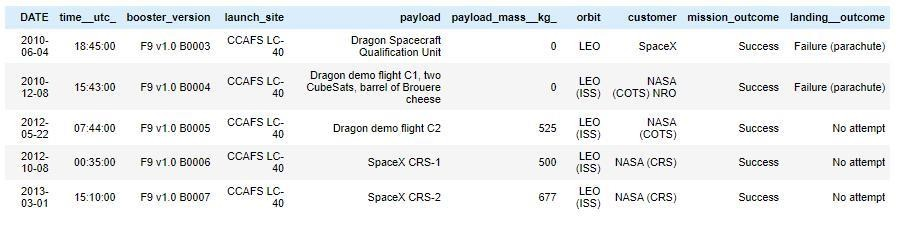 DATE time__utc_ booster_version launch_site payload payload_mass__kg_ orbit customer mission_outcome landing__outcome
2010-06-04 18:45:00 F9 v1.0 B0003 CCAFS LC-40 Dragon Spacecraft Qualification Unit 0 LEO SpaceX Success Failure (parachute)
2010-12-08 15:43:00 F9 v1.0 B0004 CCAFS LC-40 Dragon demo flight C1, two CubeSats, barrel of Brouere cheese 0 LEO (ISS) NASA (COTS) NRO Success Failure (parachute)
2012-05-22 07:44:00 F9 v1.0 B0005 CCAFS LC-40 Dragon demo flight C2 525 LEO (ISS) NASA (COTS) Success No attempt
2012-10-08 00:35:00 F9 v1.0 B0006 CCAFS LC-40 SpaceX CRS-1 500 LEO (ISS) NASA (CRS) Success No attempt
2013-03-01 15:10:00 F9 v1.0 B0007 CCAFS LC-40 SpaceX CRS-2 677 LEO (ISS) NASA (CRS) Success No attempt